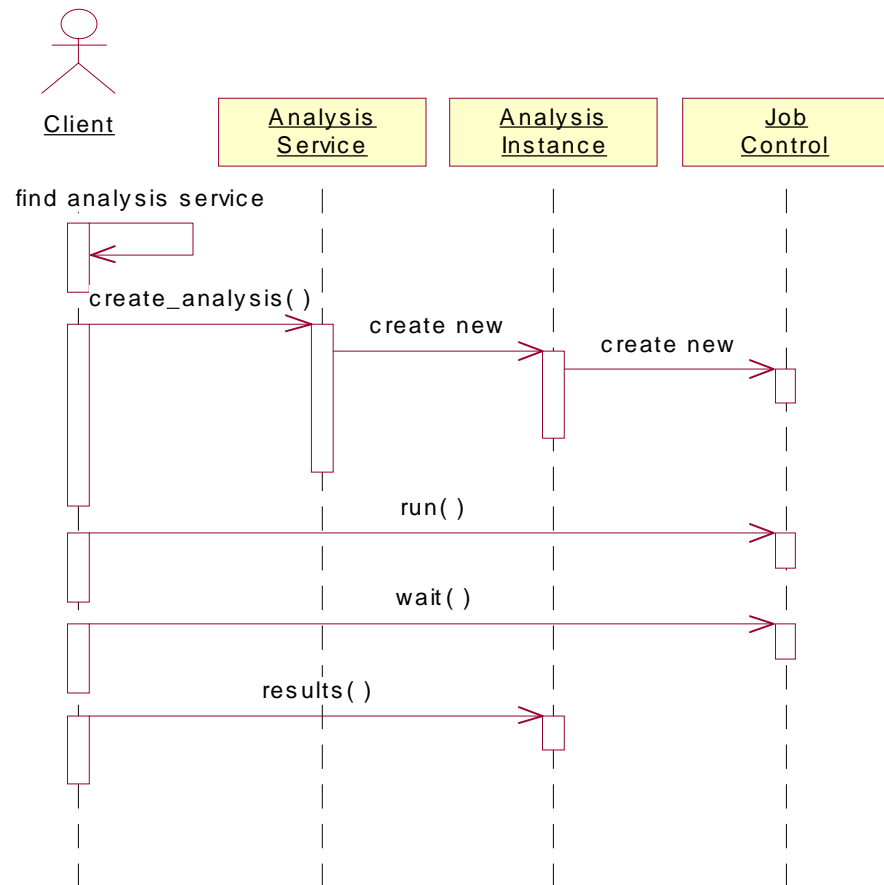 Client
Analysis
Service
Analysis
Instance
Job
Control
find analysis service
create_analysis( )
create new
create new
run( )
wait( )
results( )